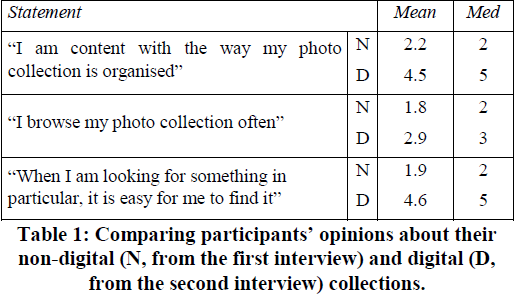 Statement Mean Med
“I am content with the way my photo N 2.2 2
collection is organised” D 4.5 5
“I browse my photo collection often” N 1.8 2
D 2.9 3
“When I am looking for something in N 1.9 2
particular, it is easy for me to find it” D 4.6 5
Table 1: Comparing participants’ opinions about their
non-digital (N, from the first interview) and digital (D,
from the second interview) collections.